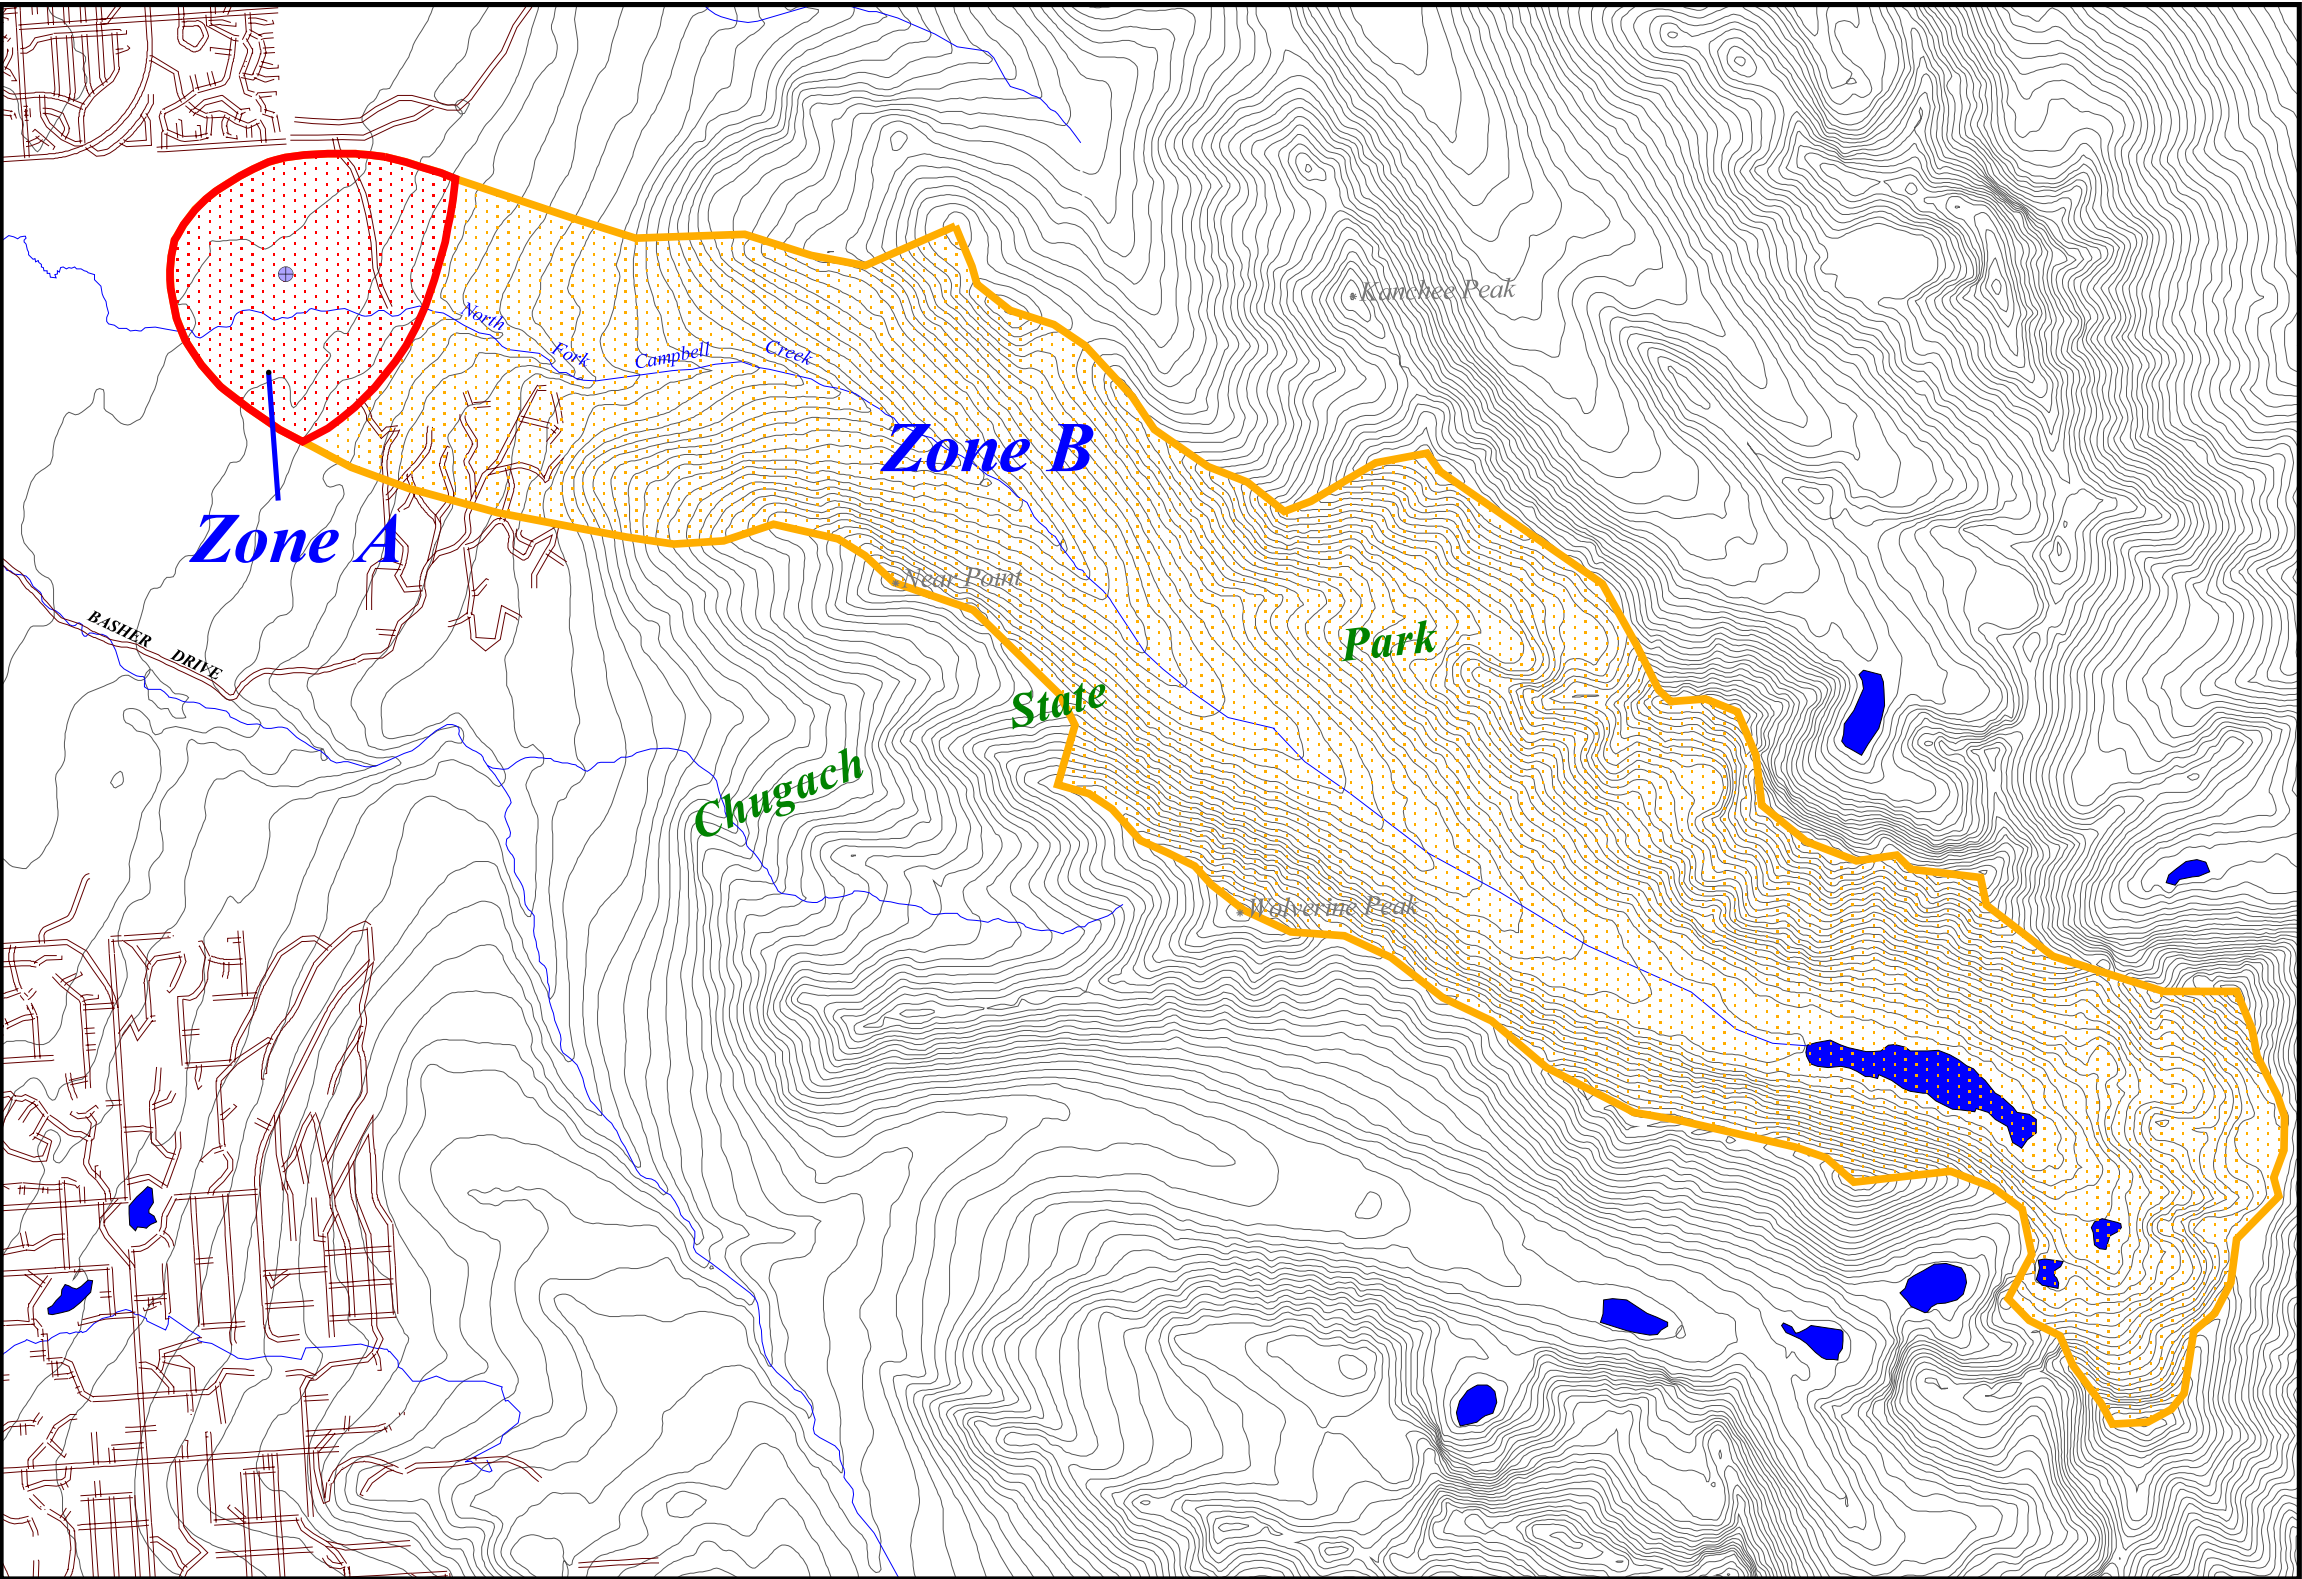 Kanchee Peak
North Fork Campbell Creek
Zone B
Zone A
Near Point
BASHER DRIVE
Park
State
Chugach
Wolverine Peak